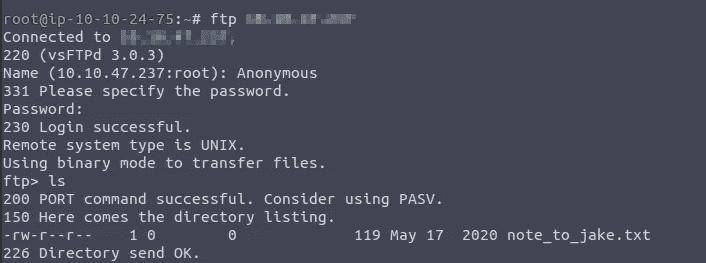 root@ip-10-10-24-75:~# ftp
Connected to
220 (vsFTPd 3.0.3)
Name (10.10.47.237:root): Anonymous
331 Please specify the password.
Password:
230 Login successful.
Remote system type is UNIX.
Using binary mode to transfer files.
ftp> ls
200 PORT command successful. Consider using PASV.
150 Here comes the directory listing.
-rw-r--r--    1 0        0             119 May 17  2020 note_to_jake.txt
226 Directory send OK.